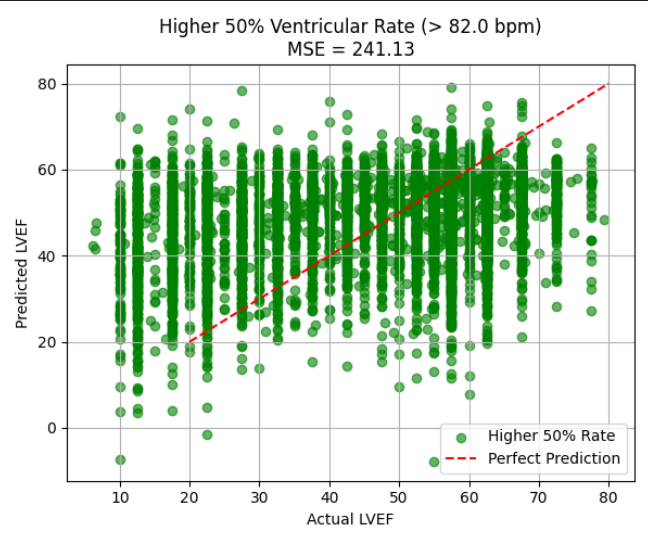 Higher 50% Ventricular Rate (> 82.0 bpm)
MSE = 241.13
80
60
40
20
0
Predicted LVEF
Higher 50% Rate
Perfect Prediction
10 20 30 40 50 60 70 80
Actual LVEF